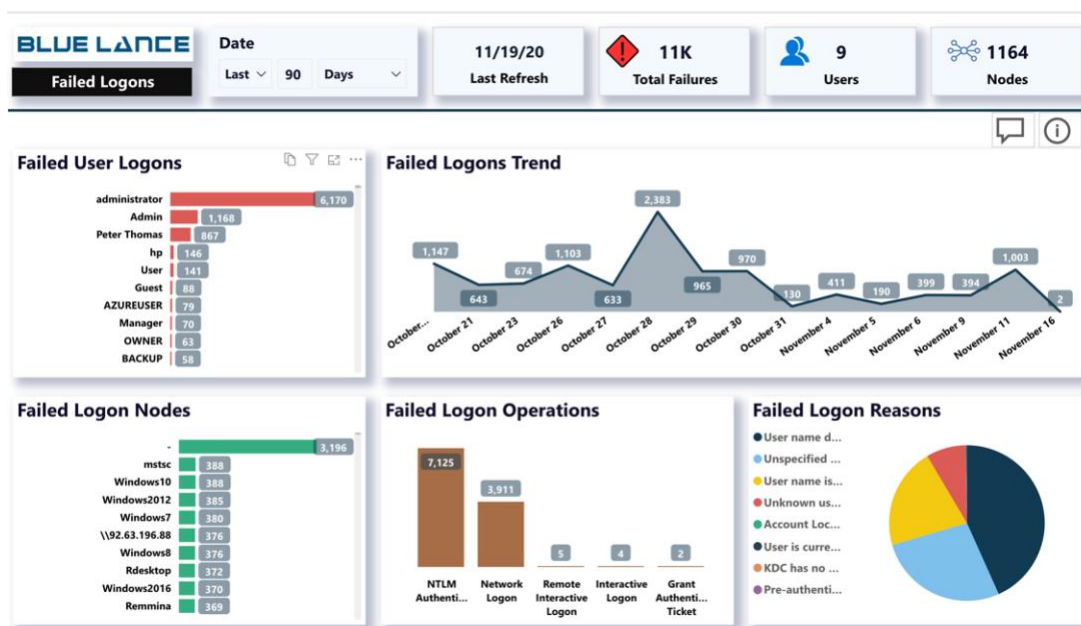 BLUE LANCE
Failed Logons
Date
Last 90 Days
11/19/20
Last Refresh
11K
Total Failures
9
Users
1164
Nodes
Failed User Logons
administrator 6,170
Admin 1,168
Peter Thomas 867
hp 146
User 141
Guest 88
AZUREUSER 79
Manager 70
OWNER 63
BACKUP 58
Failed Logons Trend
1,147
643
674
1,103
633
2,383
965
970
130
411
190
399
394
1,003
2
October...
October 21
October 23
October 26
October 27
October 28
October 29
October 30
October 31
November 4
November 5
November 6
November 9
November 11
November 16
Failed Logon Nodes
- 3,196
mstsc 388
Windows10 388
Windows2012 385
Windows7 380
\\92.63.196.88 376
Windows8 376
Rdesktop 372
Windows2016 370
Remmina 369
Failed Logon Operations
7,125
3,911
5
4
2
NTLM
Authenti...
Network
Logon
Remote
Interactive
Logon
Interactive
Logon
Grant
Authenti...
Ticket
Failed Logon Reasons
User name d...
Unspecified ...
User name is...
Unknown us...
Account Loc...
User is curre...
KDC has no ...
Pre-authenti...